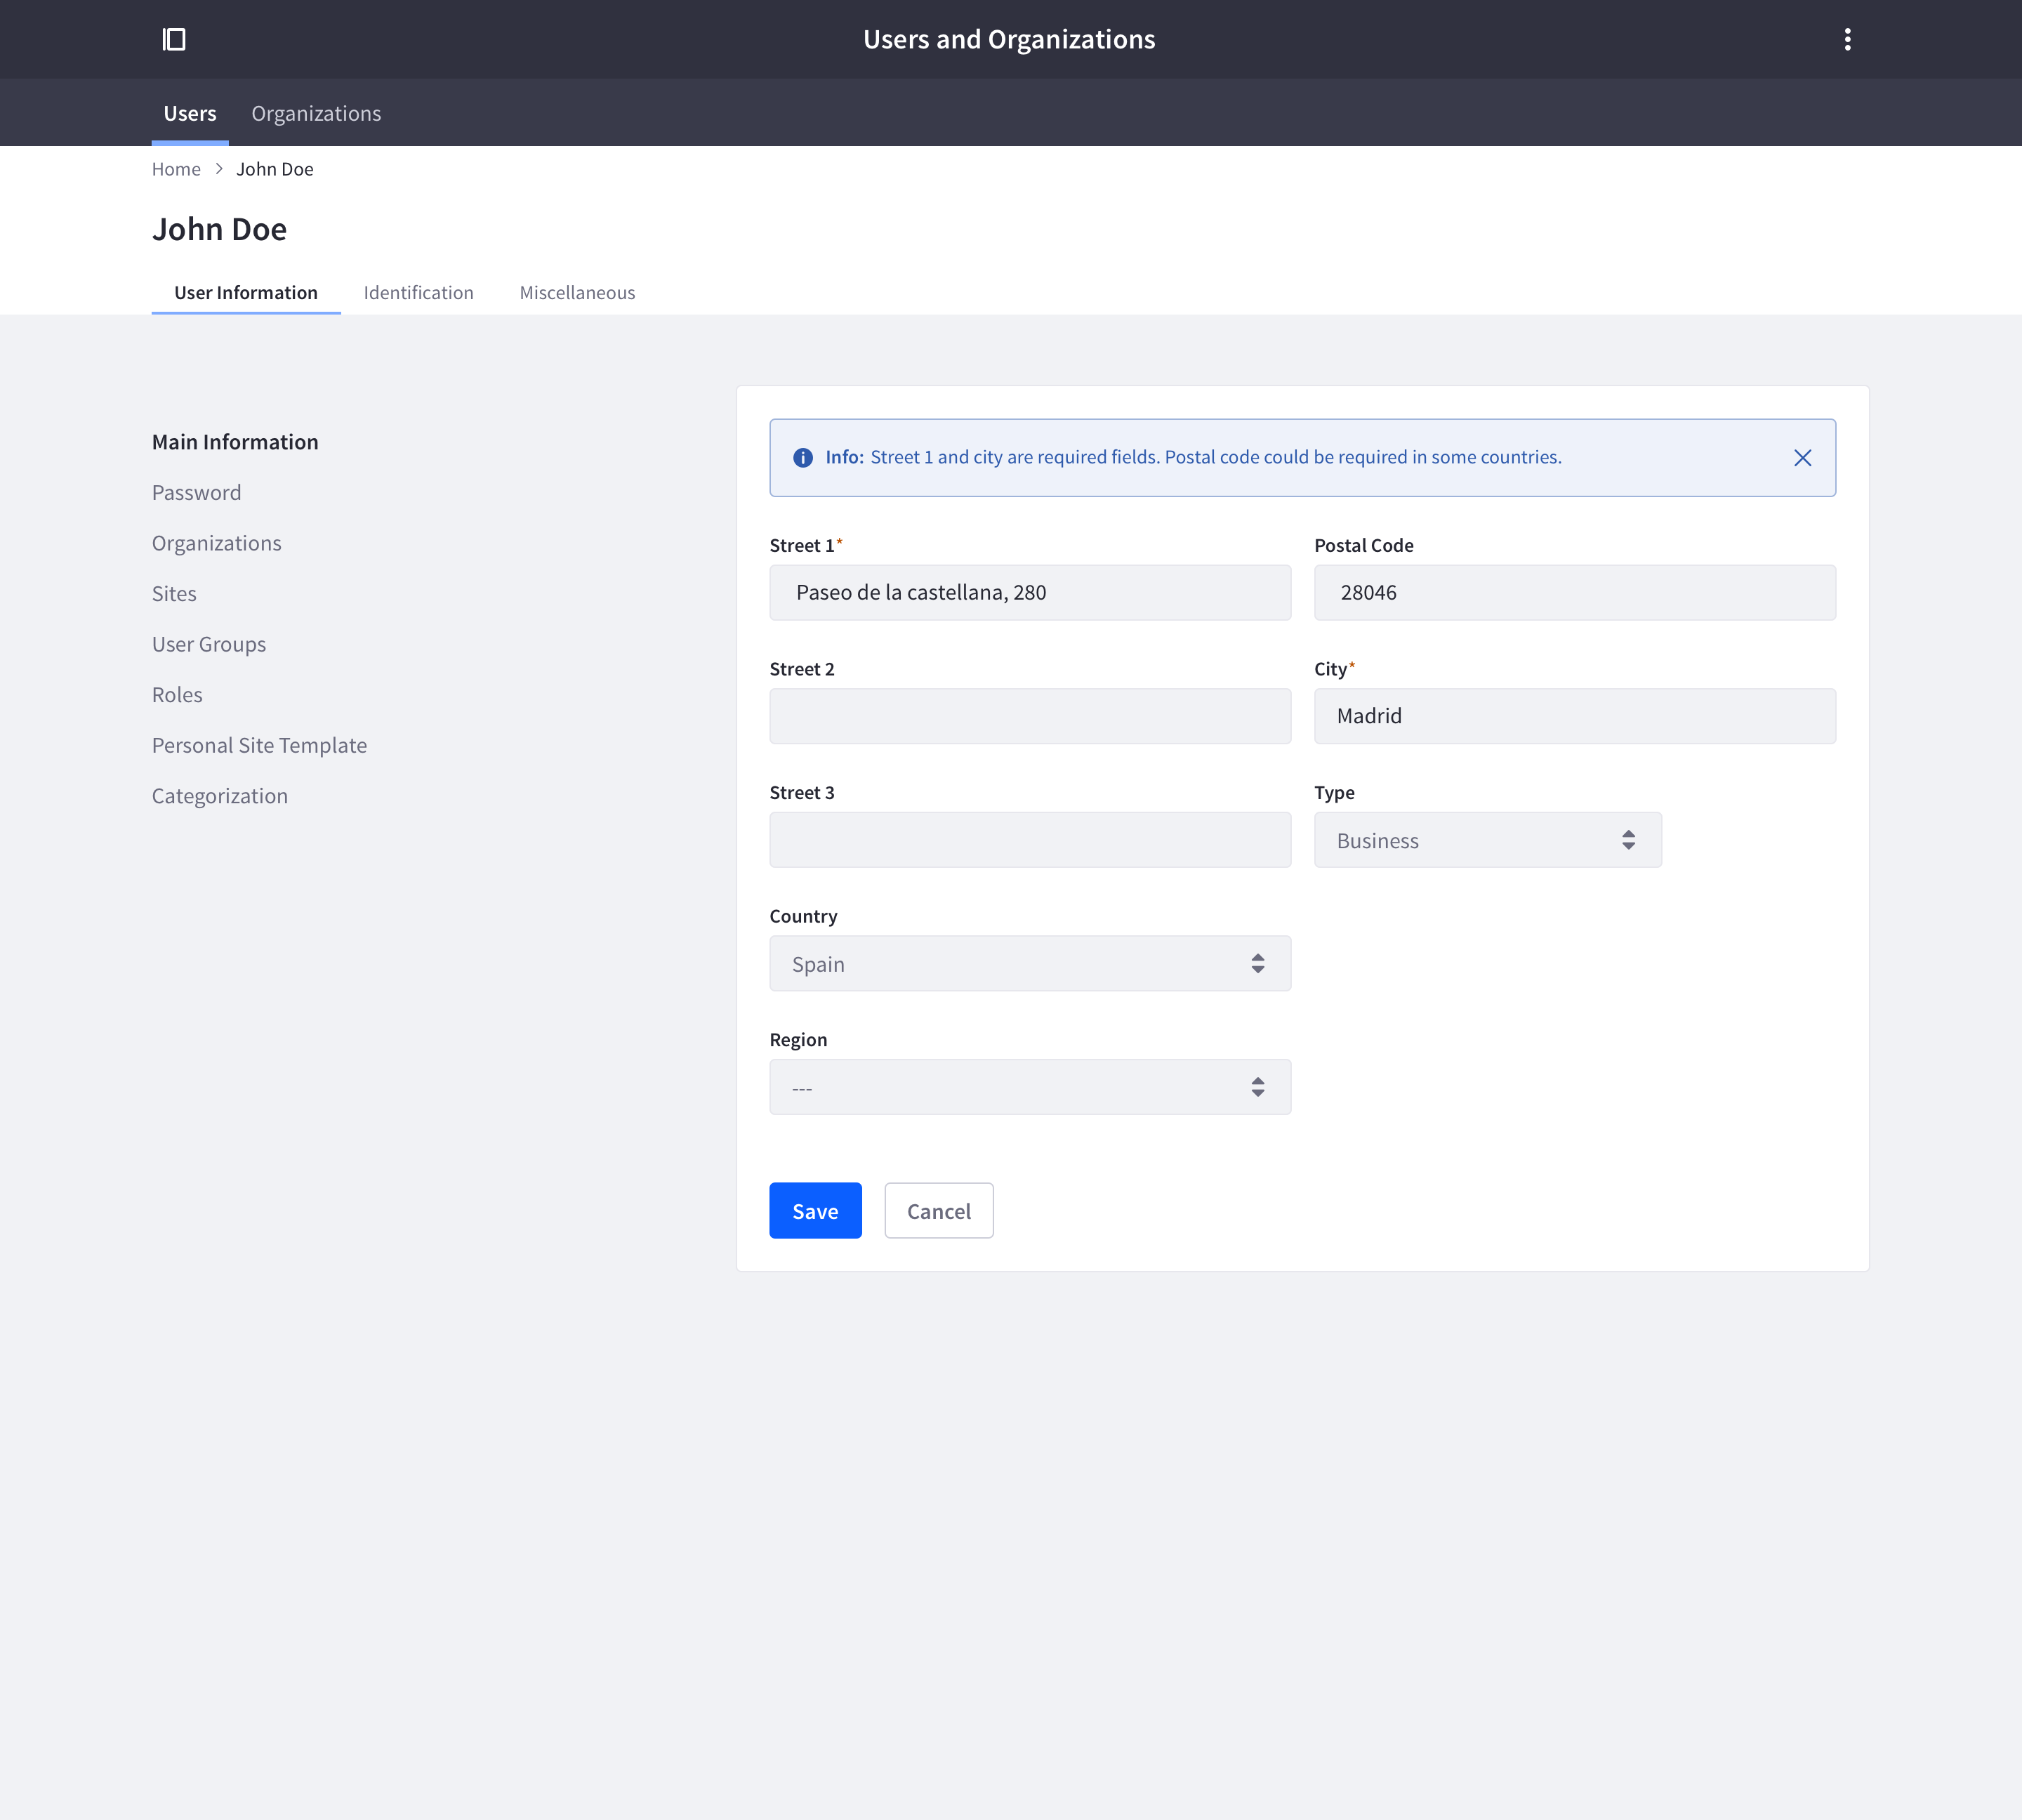 Users and Organizations
Users Organizations
Home John Doe
John Doe
User Information Identification Miscellaneous
Main Information
Password
Organizations
Sites
User Groups
Roles
Personal Site Template
Categorization
Info: Street 1 and city are required fields. Postal code could be required in some countries.
Street 1* Postal Code
Paseo de la castellana, 280 28046
Street 2 City*
Madrid
Street 3 Type
Business
Country
Spain
Region
---
Save Cancel